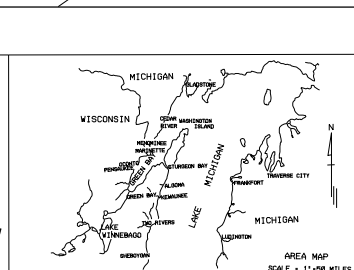 MICHIGAN
GLADSTONE
WISCONSIN
CEDAR RIVER
WASHINGTON ISLAND
MENOMINEE
MARINETTE
OCONTO
PENSAUKEE
GREEN BAY
STURGEON BAY
ALGOMA
GREEN BAY
KEWAUNEE
LAKE MICHIGAN
FRANKFORT
TRAVERSE CITY
N
LAKE WINNEBAGO
TWO RIVERS
MICHIGAN
LUDINGTON
SHEBOYGAN
AREA MAP
SCALE = 1"=50 MILES